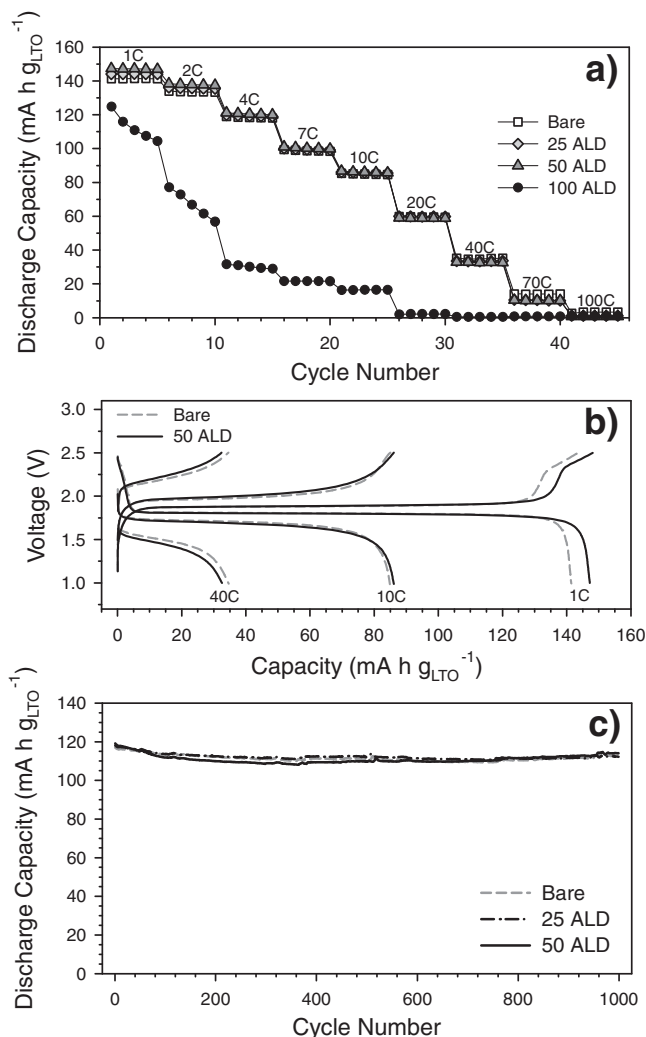 a)
160
140
120
100
80
60
40
20
0
Discharge Capacity (mA h g_LTO^-1)
1C
2C
4C
7C
10C
20C
40C
70C
100C
Bare
25 ALD
50 ALD
100 ALD
0 10 20 30 40
Cycle Number
b)
3.0
2.5
2.0
1.5
1.0
Voltage (V)
Bare
50 ALD
40C 10C 1C
0 20 40 60 80 100 120 140 160
Capacity (mA h g_LTO^-1)
c)
140
120
100
80
60
40
20
0
Discharge Capacity (mA h g_LTO^-1)
Bare
25 ALD
50 ALD
0 200 400 600 800 1000
Cycle Number